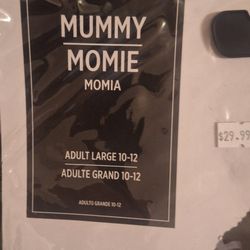 MUMMY
MOMIE
MOMIA
ADULT LARGE 10-12
ADULTE GRAND 10-12
ADULTO GRANDE 10-12
$29.99